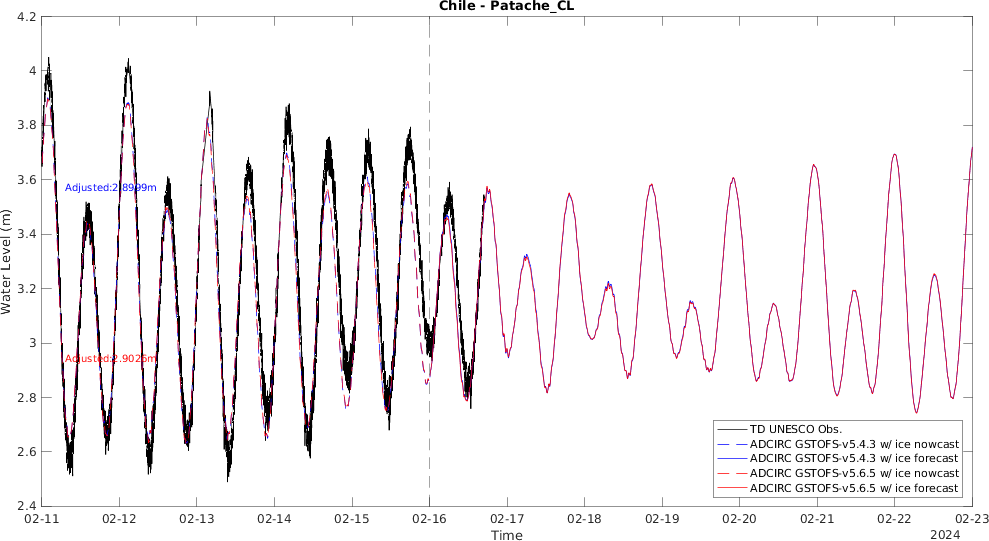 Chile - Patache_CL
4.2
4
3.8
3.6
3.4
3.2
3
2.8
2.6
2.4
Water Level (m)
Adjusted:2.8999m
Adjusted:2.9026m
TD UNESCO Obs.
ADCIRC GSTOFS-v5.4.3 w/ ice nowcast
ADCIRC GSTOFS-v5.4.3 w/ ice forecast
ADCIRC GSTOFS-v5.6.5 w/ ice nowcast
ADCIRC GSTOFS-v5.6.5 w/ ice forecast
02-11 02-12 02-13 02-14 02-15 02-16 02-17 02-18 02-19 02-20 02-21 02-22 02-23
Time
2024